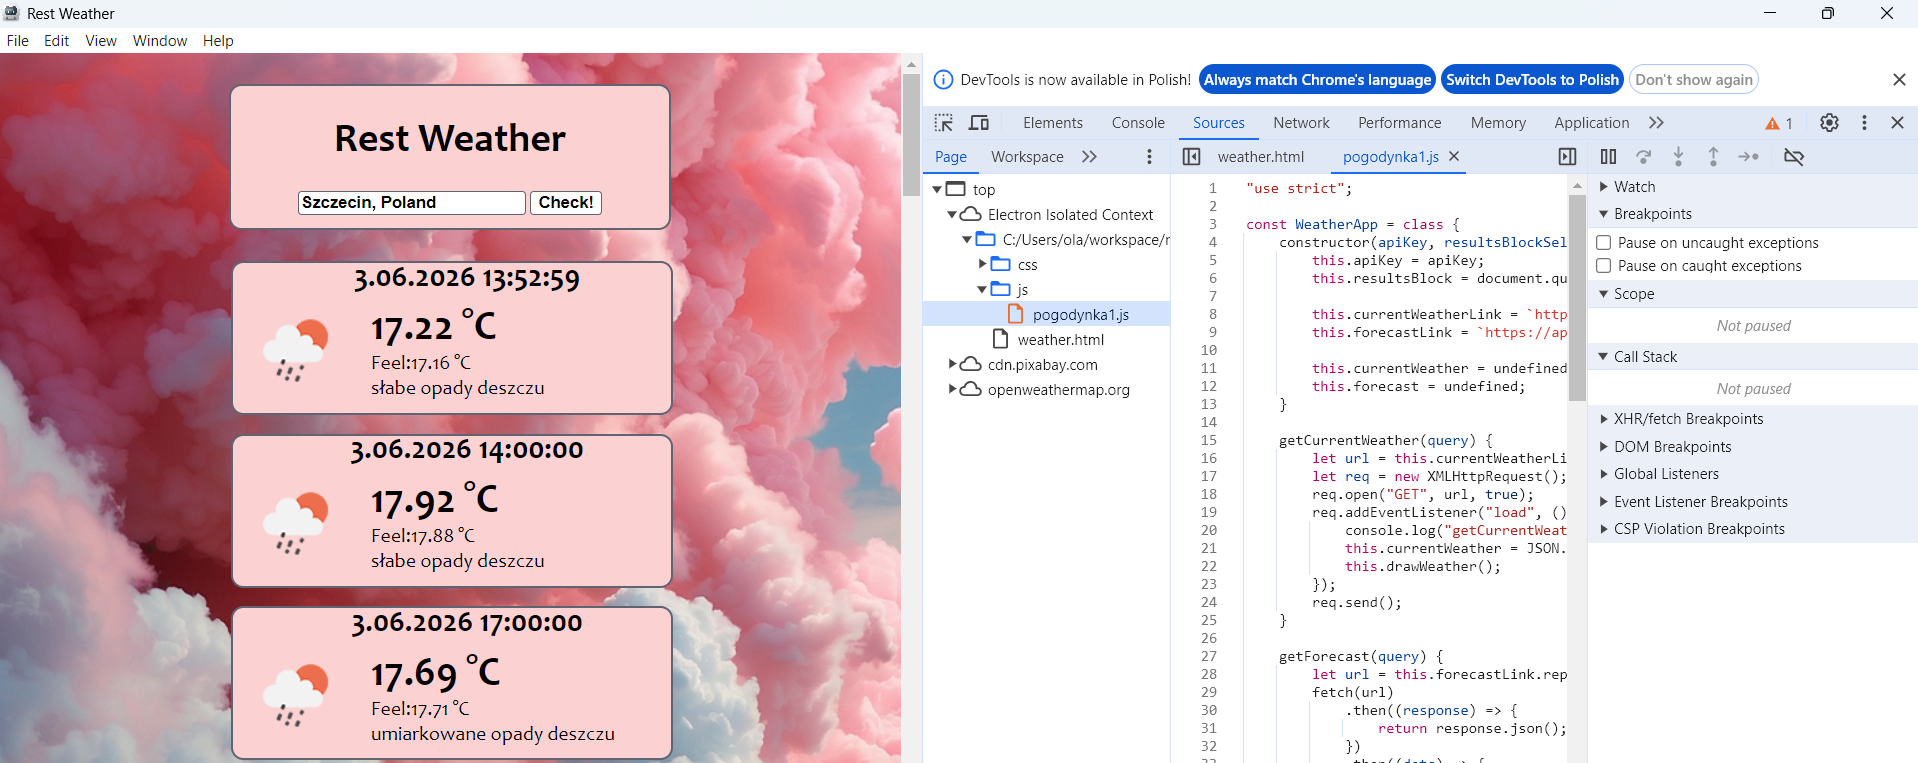 Rest Weather
File Edit View Window Help
Rest Weather
Szczecin, Poland Check!
3.06.2026 13:52:59
17.22 °C
Feel:17.16 °C
słabe opady deszczu
3.06.2026 14:00:00
17.92 °C
Feel:17.88 °C
słabe opady deszczu
3.06.2026 17:00:00
17.69 °C
Feel:17.71 °C
umiarkowane opady deszczu
DevTools is now available in Polish! Always match Chrome's language Switch DevTools to Polish Don't show again
Elements Console Sources Network Performance Memory Application 1
Page Workspace
top
Electron Isolated Context
C:/Users/ola/workspace/r
css
js
pogodynka1.js
weather.html
cdn.pixabay.com
openweathermap.org
weather.html pogodynka1.js
1 "use strict";
2
3 const WeatherApp = class {
4 constructor(apiKey, resultsBlockSel
5 this.apiKey = apiKey;
6 this.resultsBlock = document.qu
7
8 this.currentWeatherLink = `http
9 this.forecastLink = `https://ap
10
11 this.currentWeather = undefined
12 this.forecast = undefined;
13 }
14
15 getCurrentWeather(query) {
16 let url = this.currentWeatherLi
17 let req = new XMLHttpRequest();
18 req.open("GET", url, true);
19 req.addEventListener("load", ()
20 console.log("getCurrentWeat
21 this.currentWeather = JSON.
22 this.drawWeather();
23 });
24 req.send();
25 }
26
27 getForecast(query) {
28 let url = this.forecastLink.rep
29 fetch(url)
30 .then((response) => {
31 return response.json();
32 })
Watch
Breakpoints
Pause on uncaught exceptions
Pause on caught exceptions
Scope
Not paused
Call Stack
Not paused
XHR/fetch Breakpoints
DOM Breakpoints
Global Listeners
Event Listener Breakpoints
CSP Violation Breakpoints